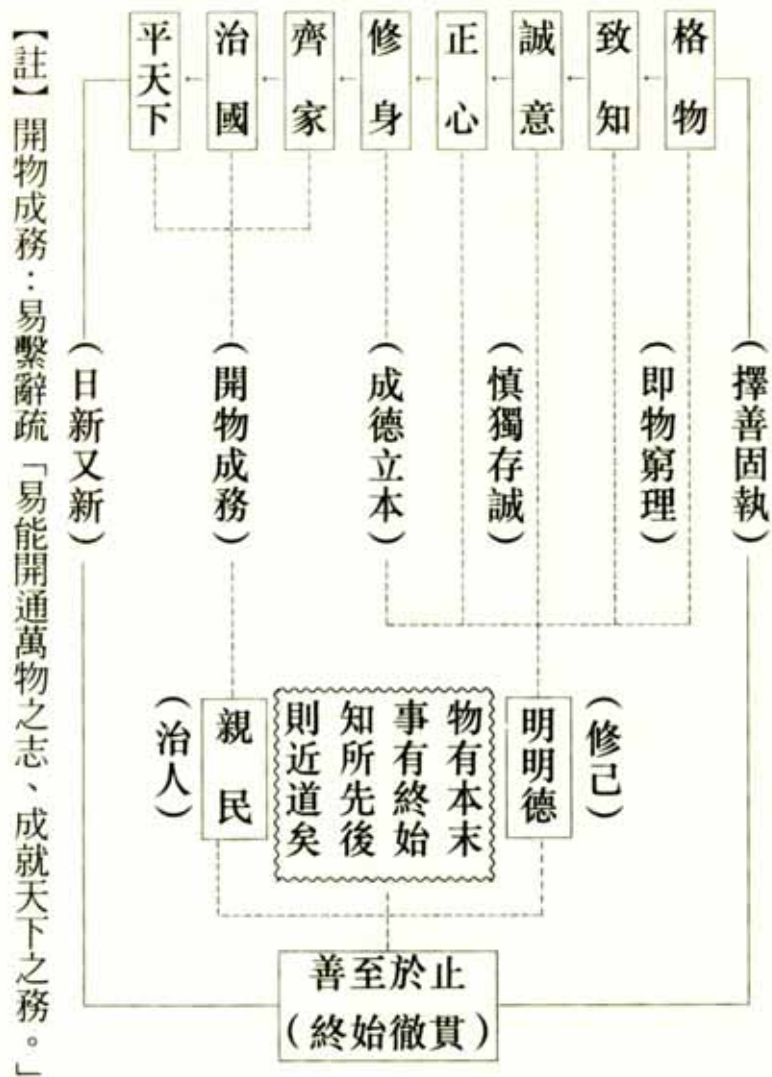 格物
致知
誠意
正心
修身
齊家
治國
平天下
（擇善固執）
（即物窮理）
（慎獨存誠）
（成德立本）
（開物成務）
（日新又新）
（修己）
明明德
物有本末
事有終始
知所先後
則近道矣
親民
（治人）
止於至善
（貫徹始終）
【註】開物成務：易繫辭疏「易能開通萬物之志、成就天下之務。」